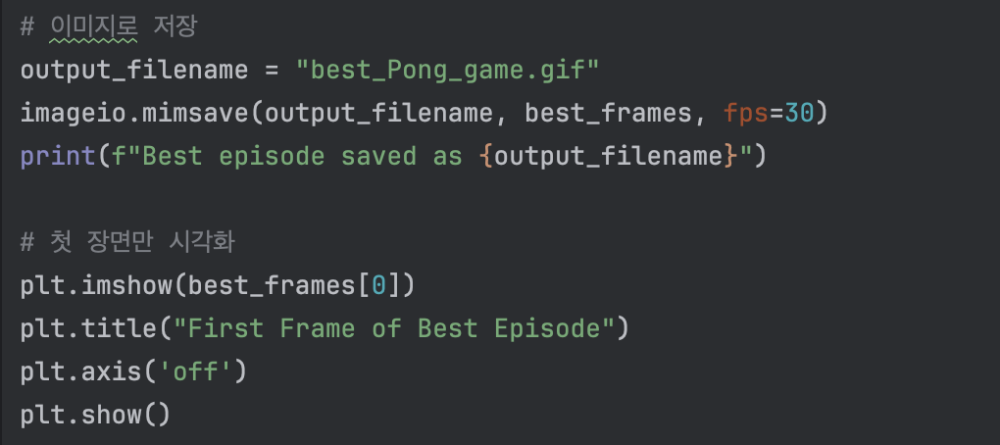 # 이미지로 저장
output_filename = "best_Pong_game.gif"
imageio.mimsave(output_filename, best_frames, fps=30)
print(f"Best episode saved as {output_filename}")
# 첫 장면만 시각화
plt.imshow(best_frames[0])
plt.title("First Frame of Best Episode")
plt.axis('off')
plt.show()